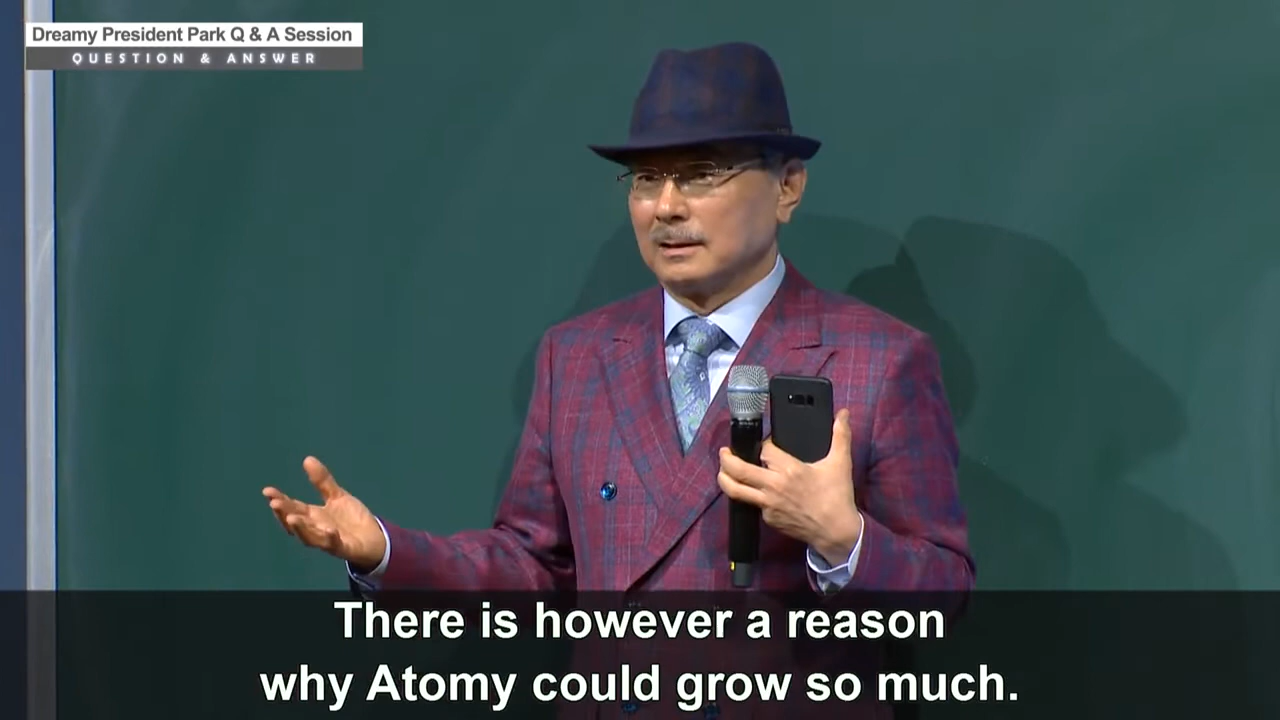 Dreamy President Park Q & A Session
QUESTION & ANSWER
There is however a reason
why Atomy could grow so much.